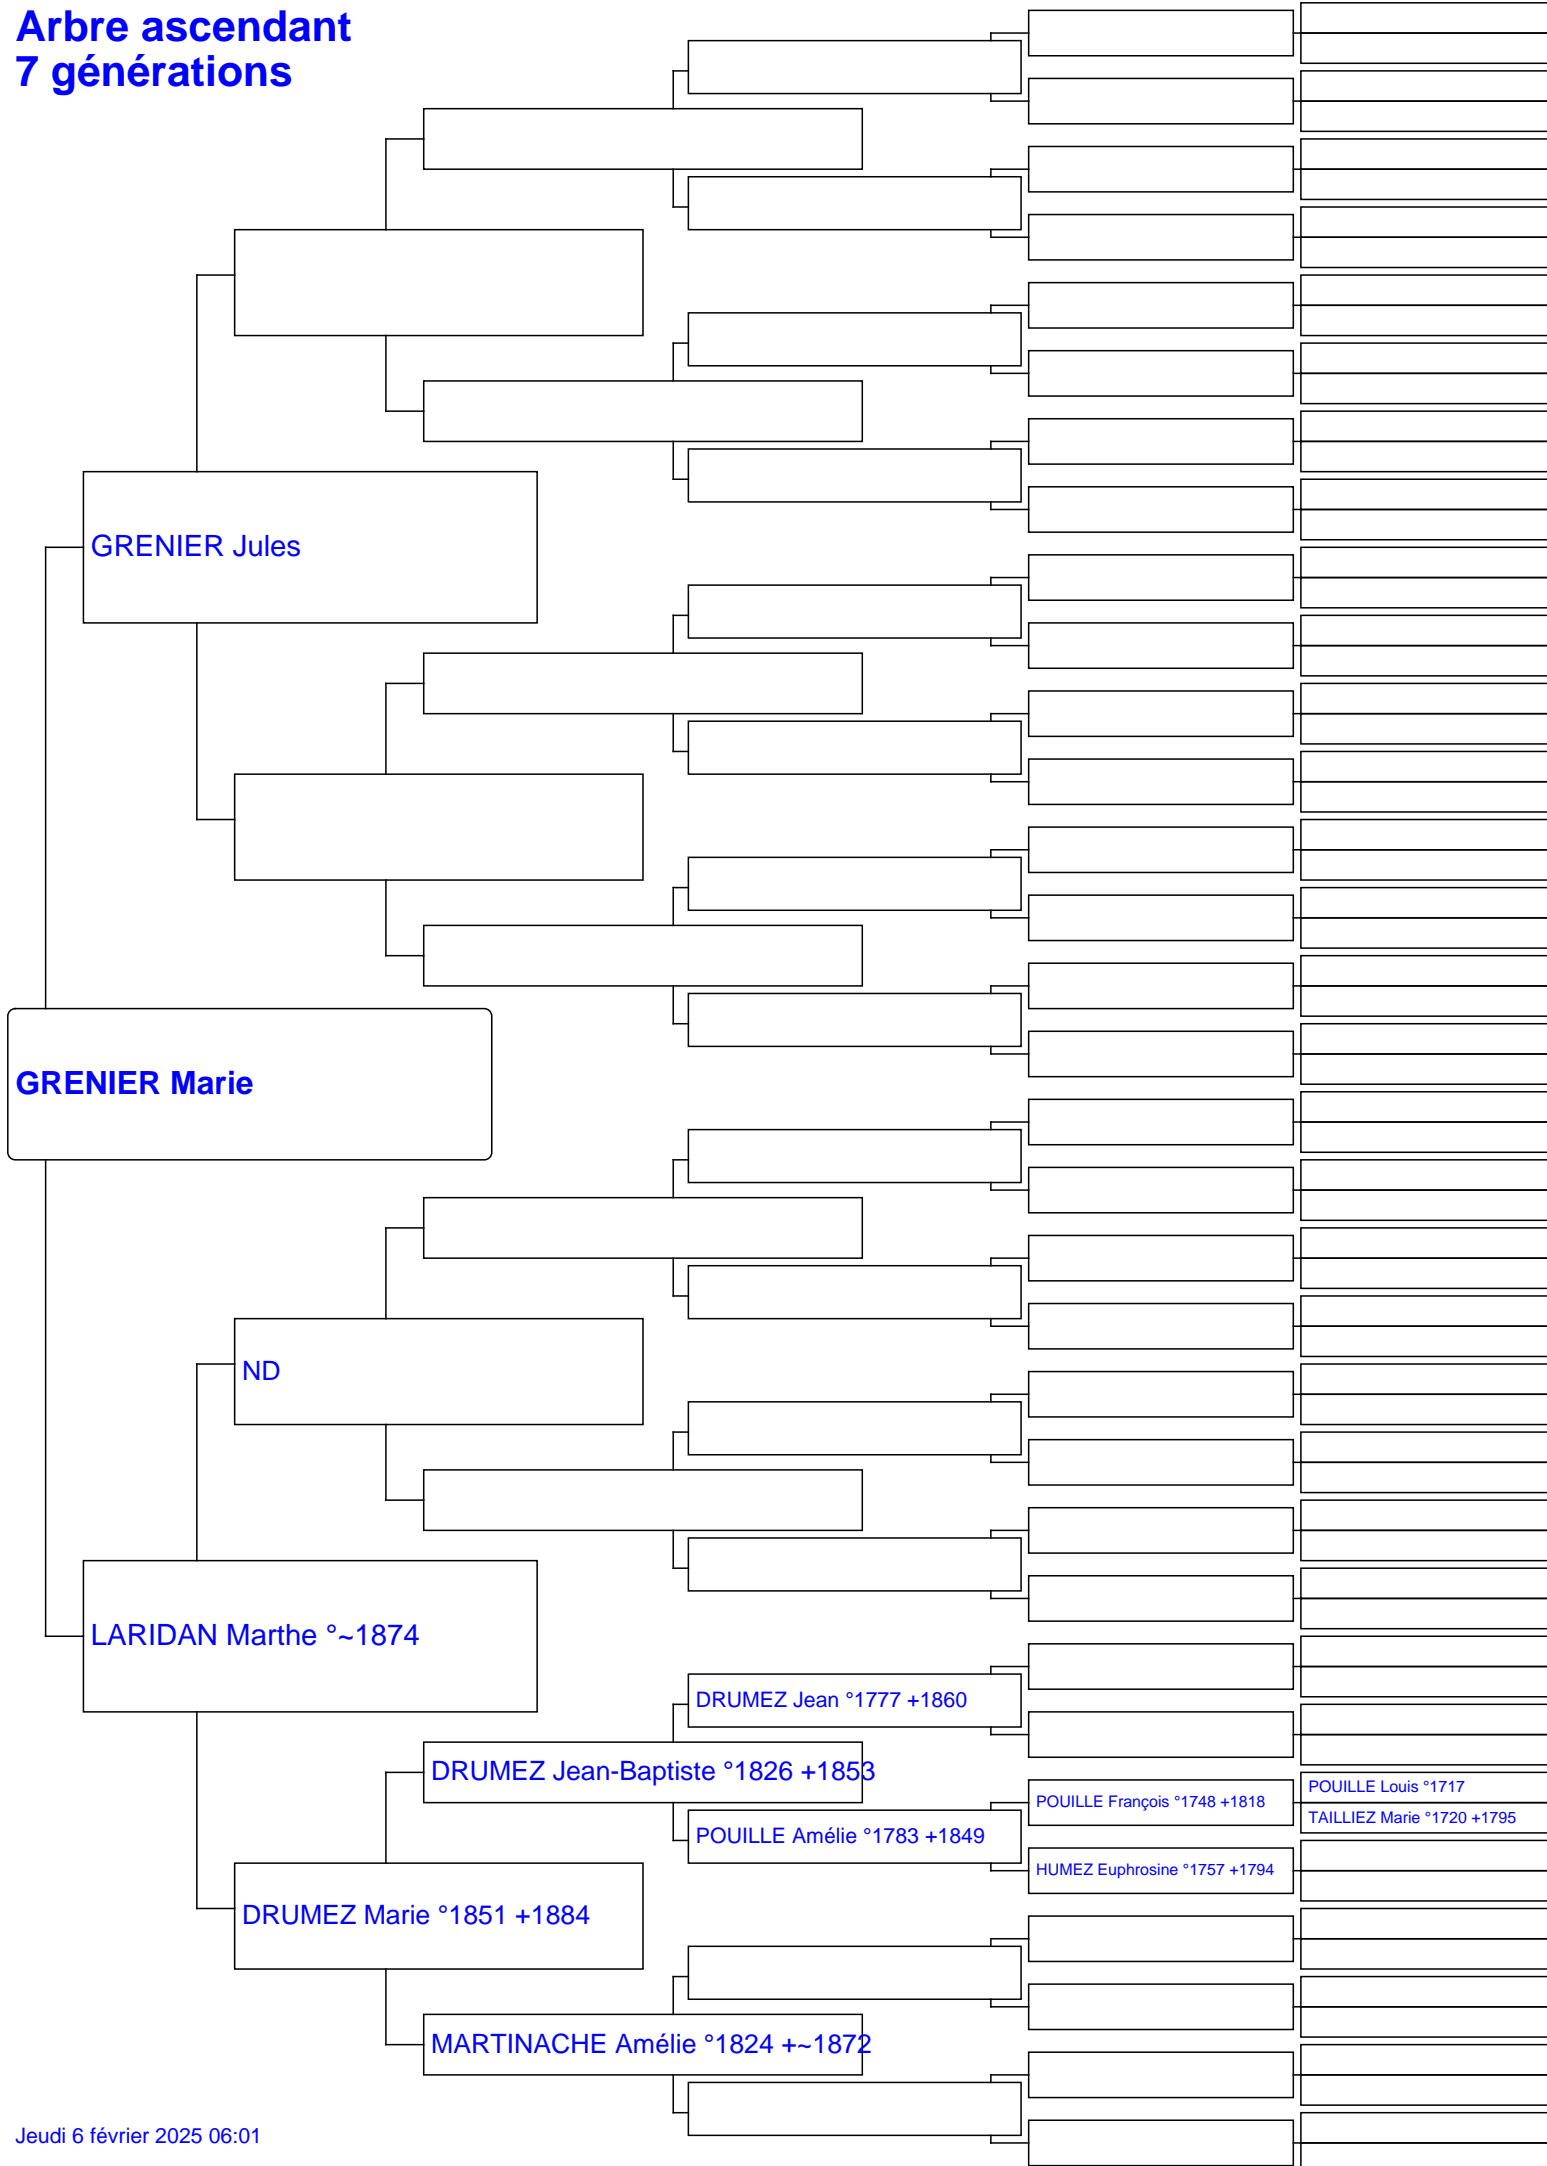 Arbre ascendant
7 générations
GRENIER Jules
GRENIER Marie
ND
LARIDAN Marthe °~1874
DRUMEZ Jean °1777 +1860
DRUMEZ Jean-Baptiste °1826 +1853
POUILLE Louis °1717
POUILLE François °1748 +1818
TAILLIEZ Marie °1720 +1795
POUILLE Amélie °1783 +1849
HUMEZ Euphrosine °1757 +1794
DRUMEZ Marie °1851 +1884
MARTINACHE Amélie °1824 +~1872
Jeudi 6 février 2025 06:01